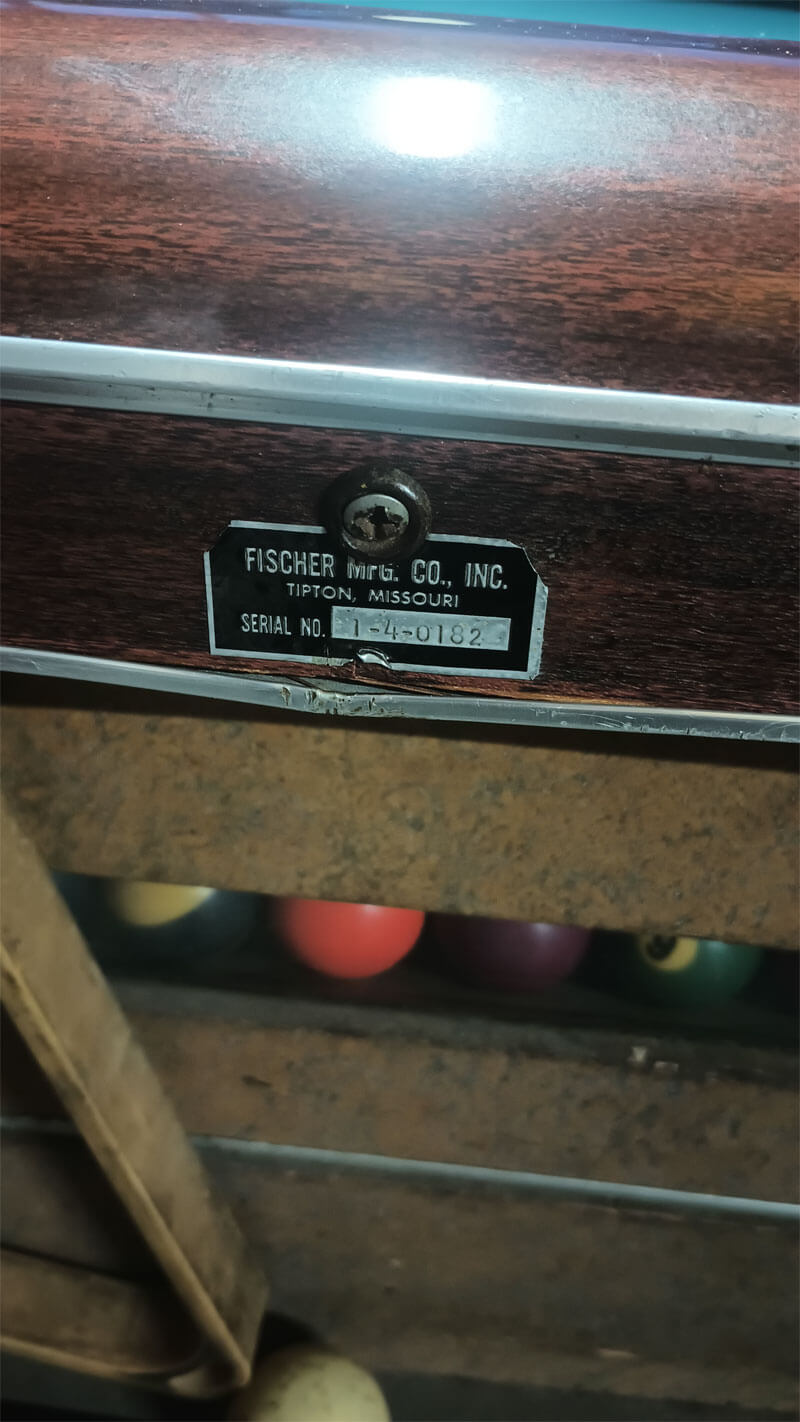 FISCHER MFG. CO., INC.
TIPTON, MISSOURI
SERIAL NO. 1-4-0182